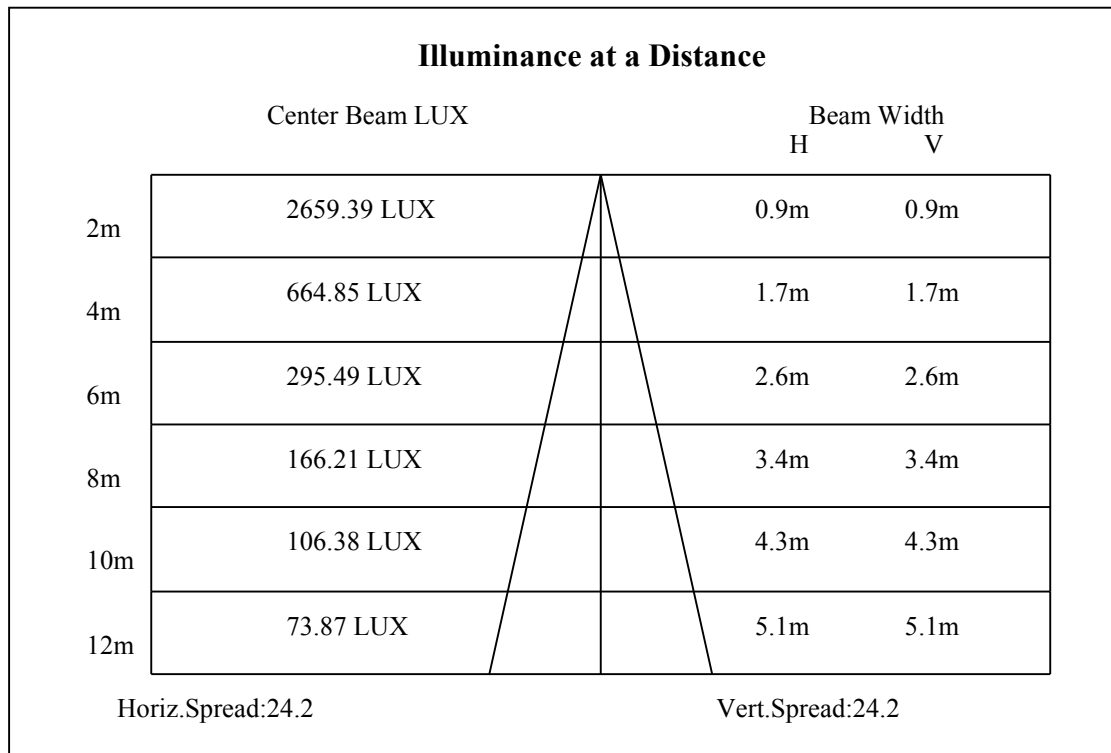 Illuminance at a Distance
Center Beam LUX Beam Width
H V
2m 2659.39 LUX 0.9m 0.9m
4m 664.85 LUX 1.7m 1.7m
6m 295.49 LUX 2.6m 2.6m
8m 166.21 LUX 3.4m 3.4m
10m 106.38 LUX 4.3m 4.3m
12m 73.87 LUX 5.1m 5.1m
Horiz.Spread:24.2 Vert.Spread:24.2